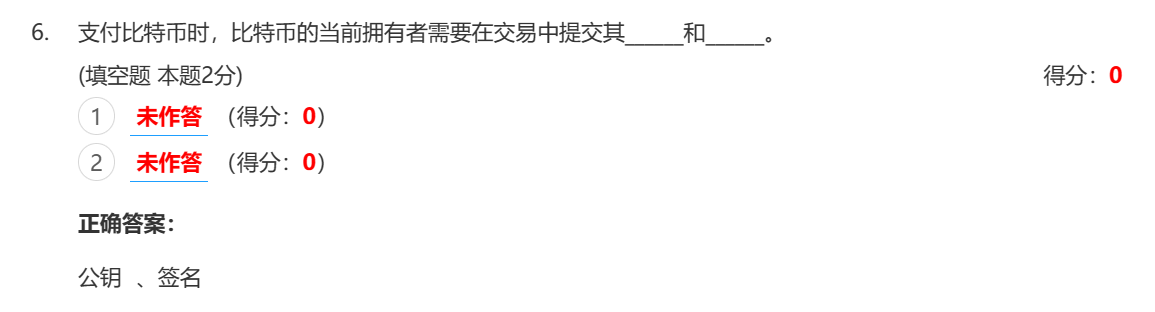 6. 支付比特币时，比特币的当前拥有者需要在交易中提交其______和______。
(填空题 本题2分) 得分：0
1 未作答 （得分：0）
2 未作答 （得分：0）
正确答案：
公钥 、签名